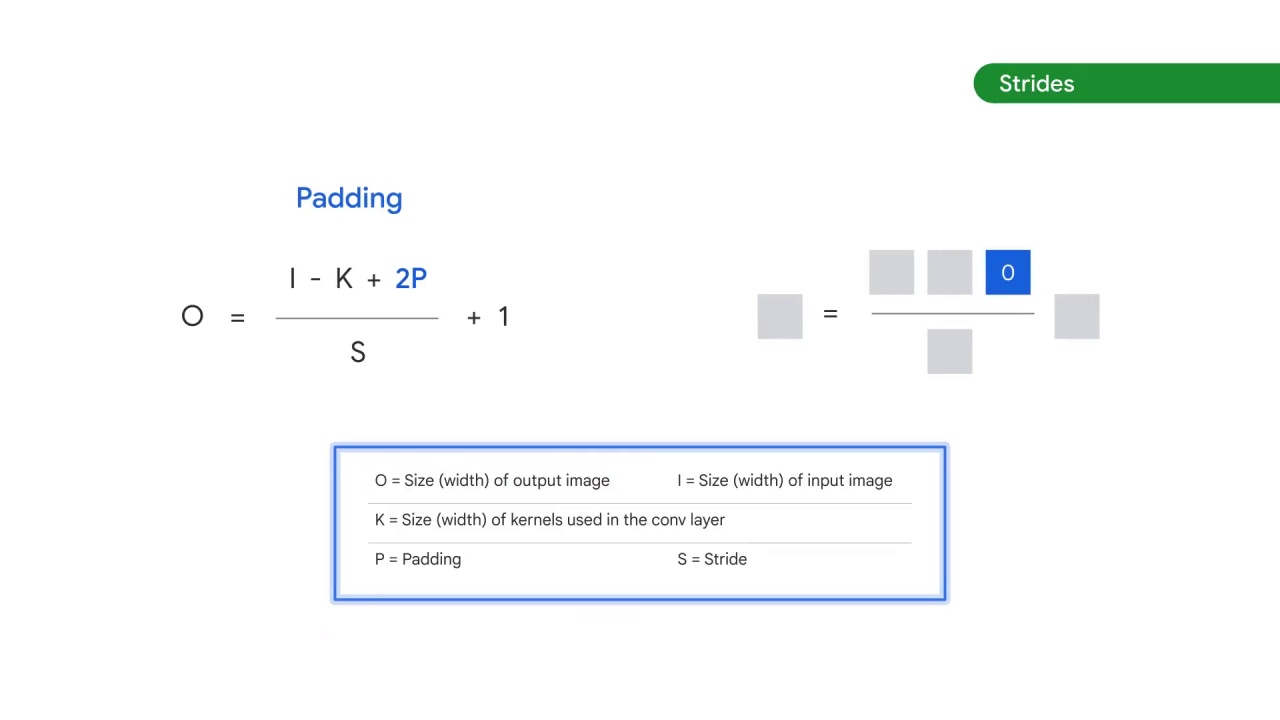 Strides
Padding
O = I - K + 2P / S + 1
= 0
O = Size (width) of output image I = Size (width) of input image
K = Size (width) of kernels used in the conv layer
P = Padding S = Stride